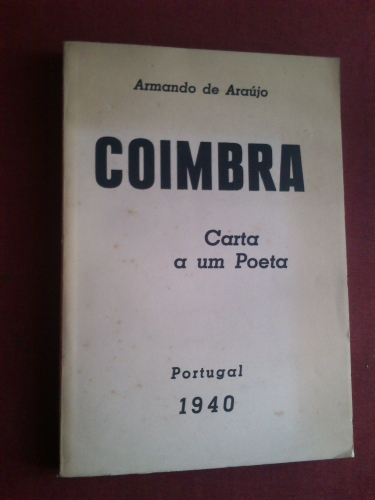 Armando de Araújo
COIMBRA
Carta
a um Poeta
Portugal
1940